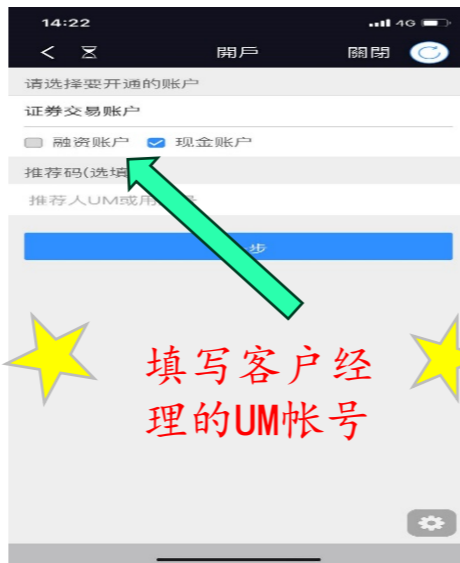 14:22 4G
< 開戶 關閉
请选择要开通的账户
证券交易账户
融资账户 现金账户
推荐码(选填
推荐人UM或用 号
步
填写客户经
理的UM帐号